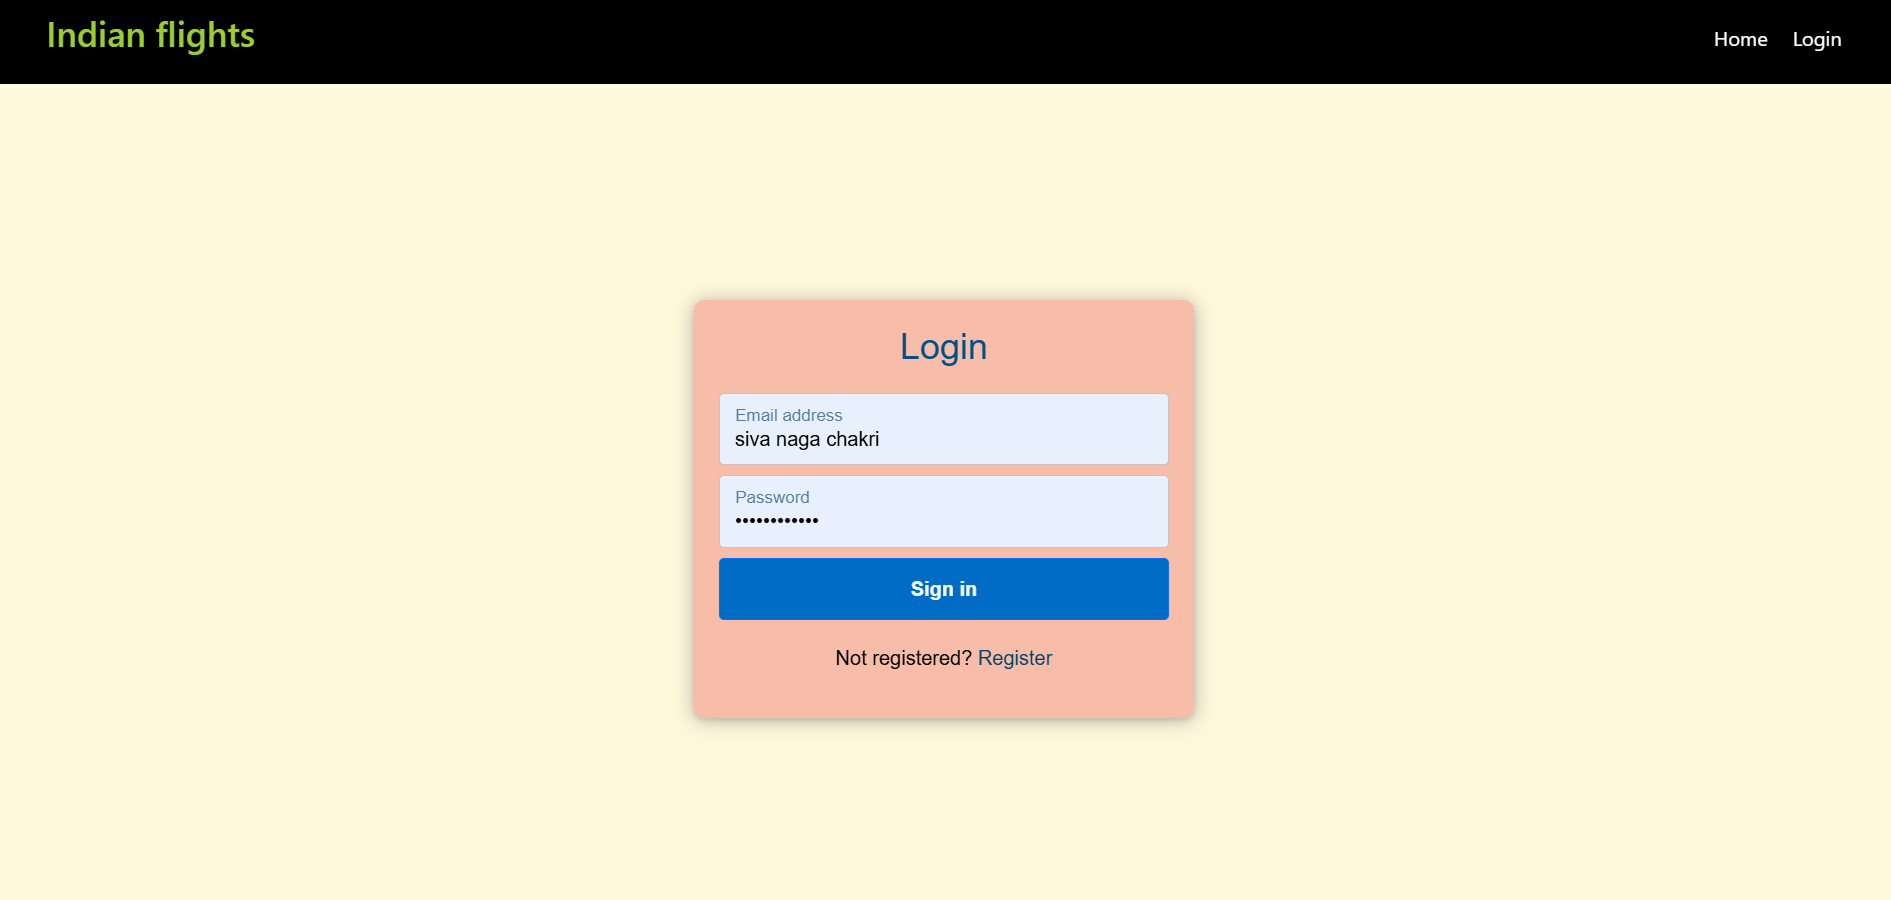 Indian flights
Home Login
Login
Email address
siva naga chakri
Password
••••••••••••
Sign in
Not registered? Register